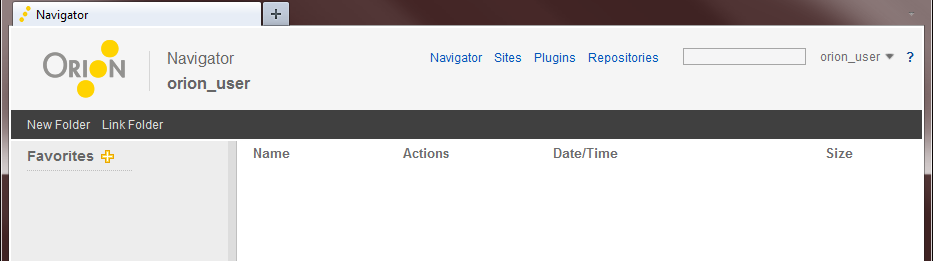 Navigator
ORION
Navigator
orion_user
Navigator Sites Plugins Repositories orion_user ?
New Folder Link Folder
Favorites
Name Actions Date/Time Size